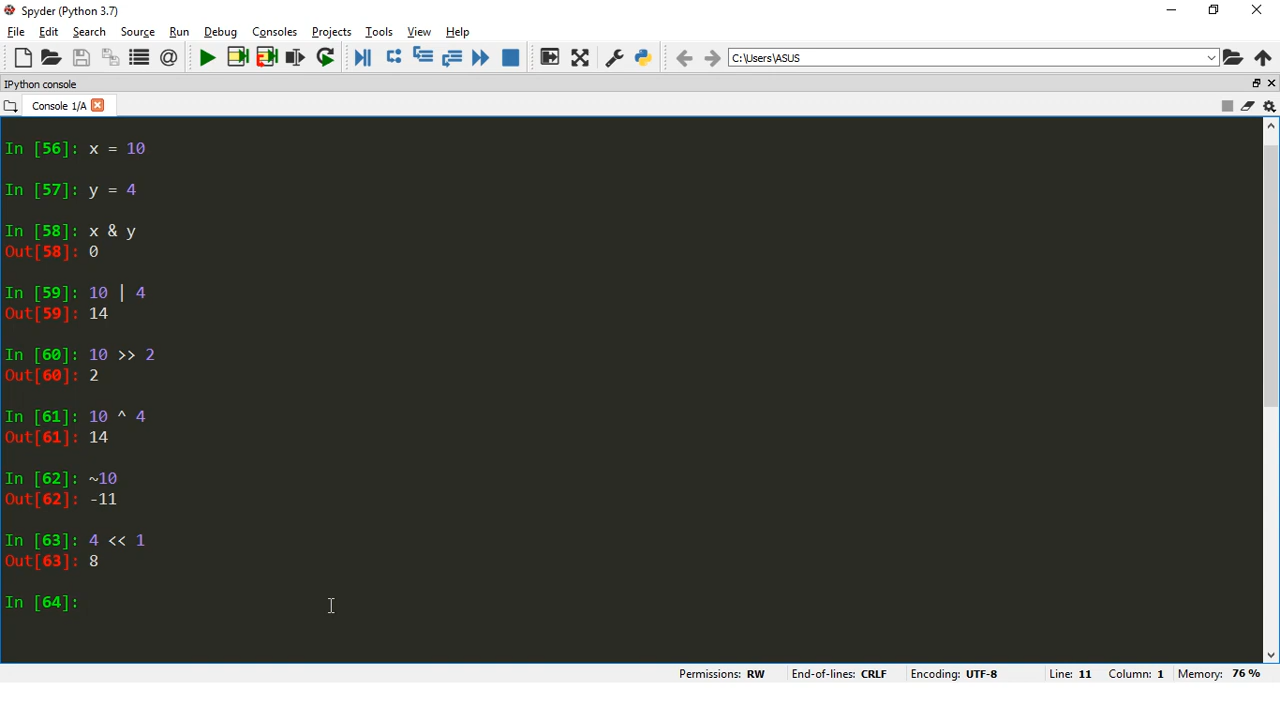 Spyder (Python 3.7)
File Edit Search Source Run Debug Consoles Projects Tools View Help
C:\Users\ASUS
IPython console
Console 1/A
In [56]: x = 10
In [57]: y = 4
In [58]: x & y
Out[58]: 0
In [59]: 10 | 4
Out[59]: 14
In [60]: 10 >> 2
Out[60]: 2
In [61]: 10 ^ 4
Out[61]: 14
In [62]: ~10
Out[62]: -11
In [63]: 4 << 1
Out[63]: 8
In [64]:
Permissions: RW End-of-lines: CRLF Encoding: UTF-8 Line: 11 Column: 1 Memory: 76 %